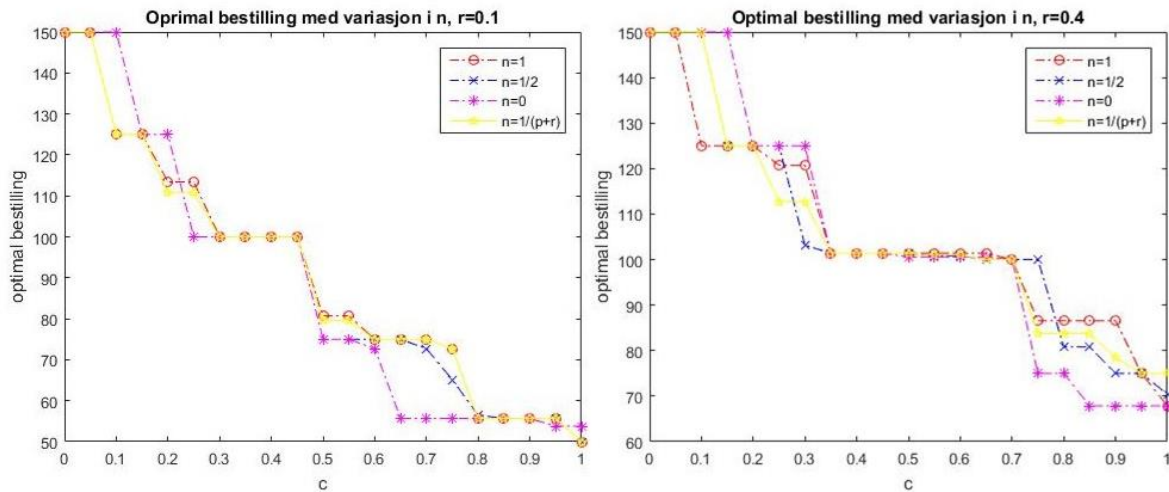 Oprimal bestilling med variasjon i n, r=0.1
150
140
130
120
110
100
90
80
70
60
50
optimal bestilling
0 0.1 0.2 0.3 0.4 0.5 0.6 0.7 0.8 0.9 1
c
n=1
n=1/2
n=0
n=1/(p+r)
Optimal bestilling med variasjon i n, r=0.4
150
140
130
120
110
100
90
80
70
60
optimal bestilling
0 0.1 0.2 0.3 0.4 0.5 0.6 0.7 0.8 0.9 1
c
n=1
n=1/2
n=0
n=1/(p+r)